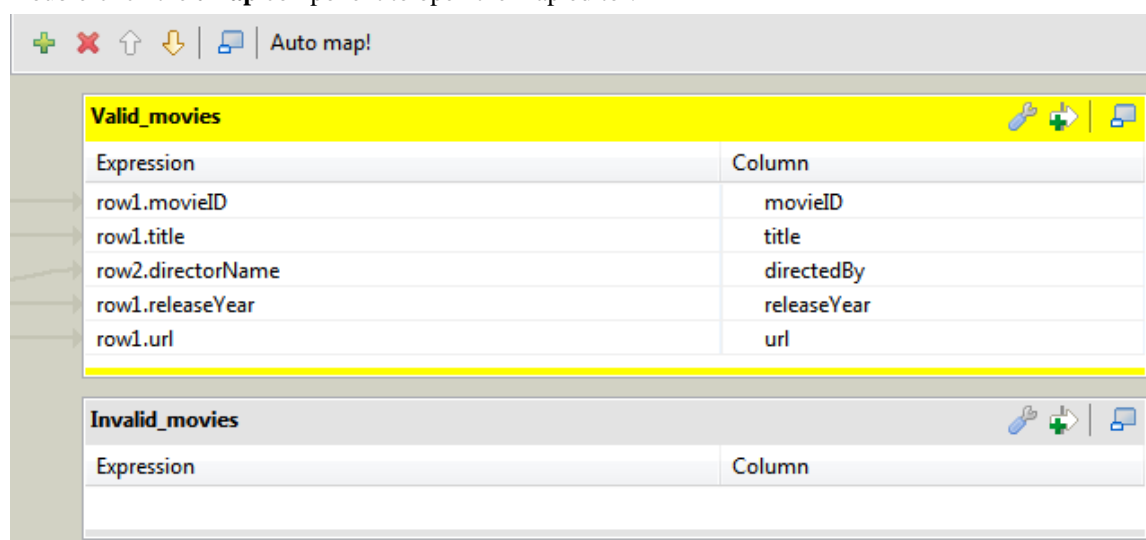 Auto map!
Valid_movies
Expression Column
row1.movieID movieID
row1.title title
row2.directorName directedBy
row1.releaseYear releaseYear
row1.url url
Invalid_movies
Expression Column